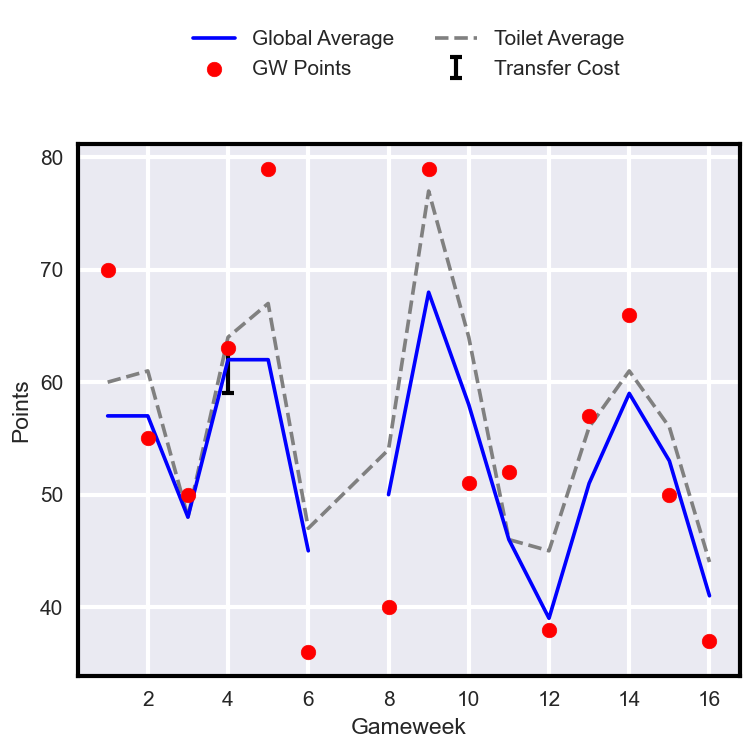 Global Average
Toilet Average
GW Points
Transfer Cost
80
70
60
50
40
Points
2 4 6 8 10 12 14 16
Gameweek